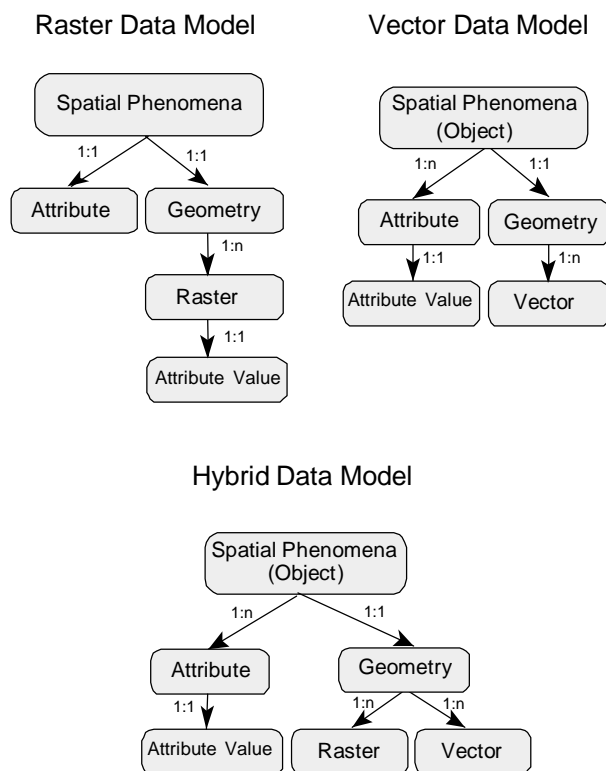 Raster Data Model
Spatial Phenomena
1:1
1:1
Attribute
Geometry
1:n
Raster
1:1
Attribute Value
Vector Data Model
Spatial Phenomena
(Object)
1:n
1:1
Attribute
Geometry
1:1
1:n
Attribute Value
Vector
Hybrid Data Model
Spatial Phenomena
(Object)
1:n
1:1
Attribute
Geometry
1:1
1:n
1:n
Attribute Value
Raster
Vector